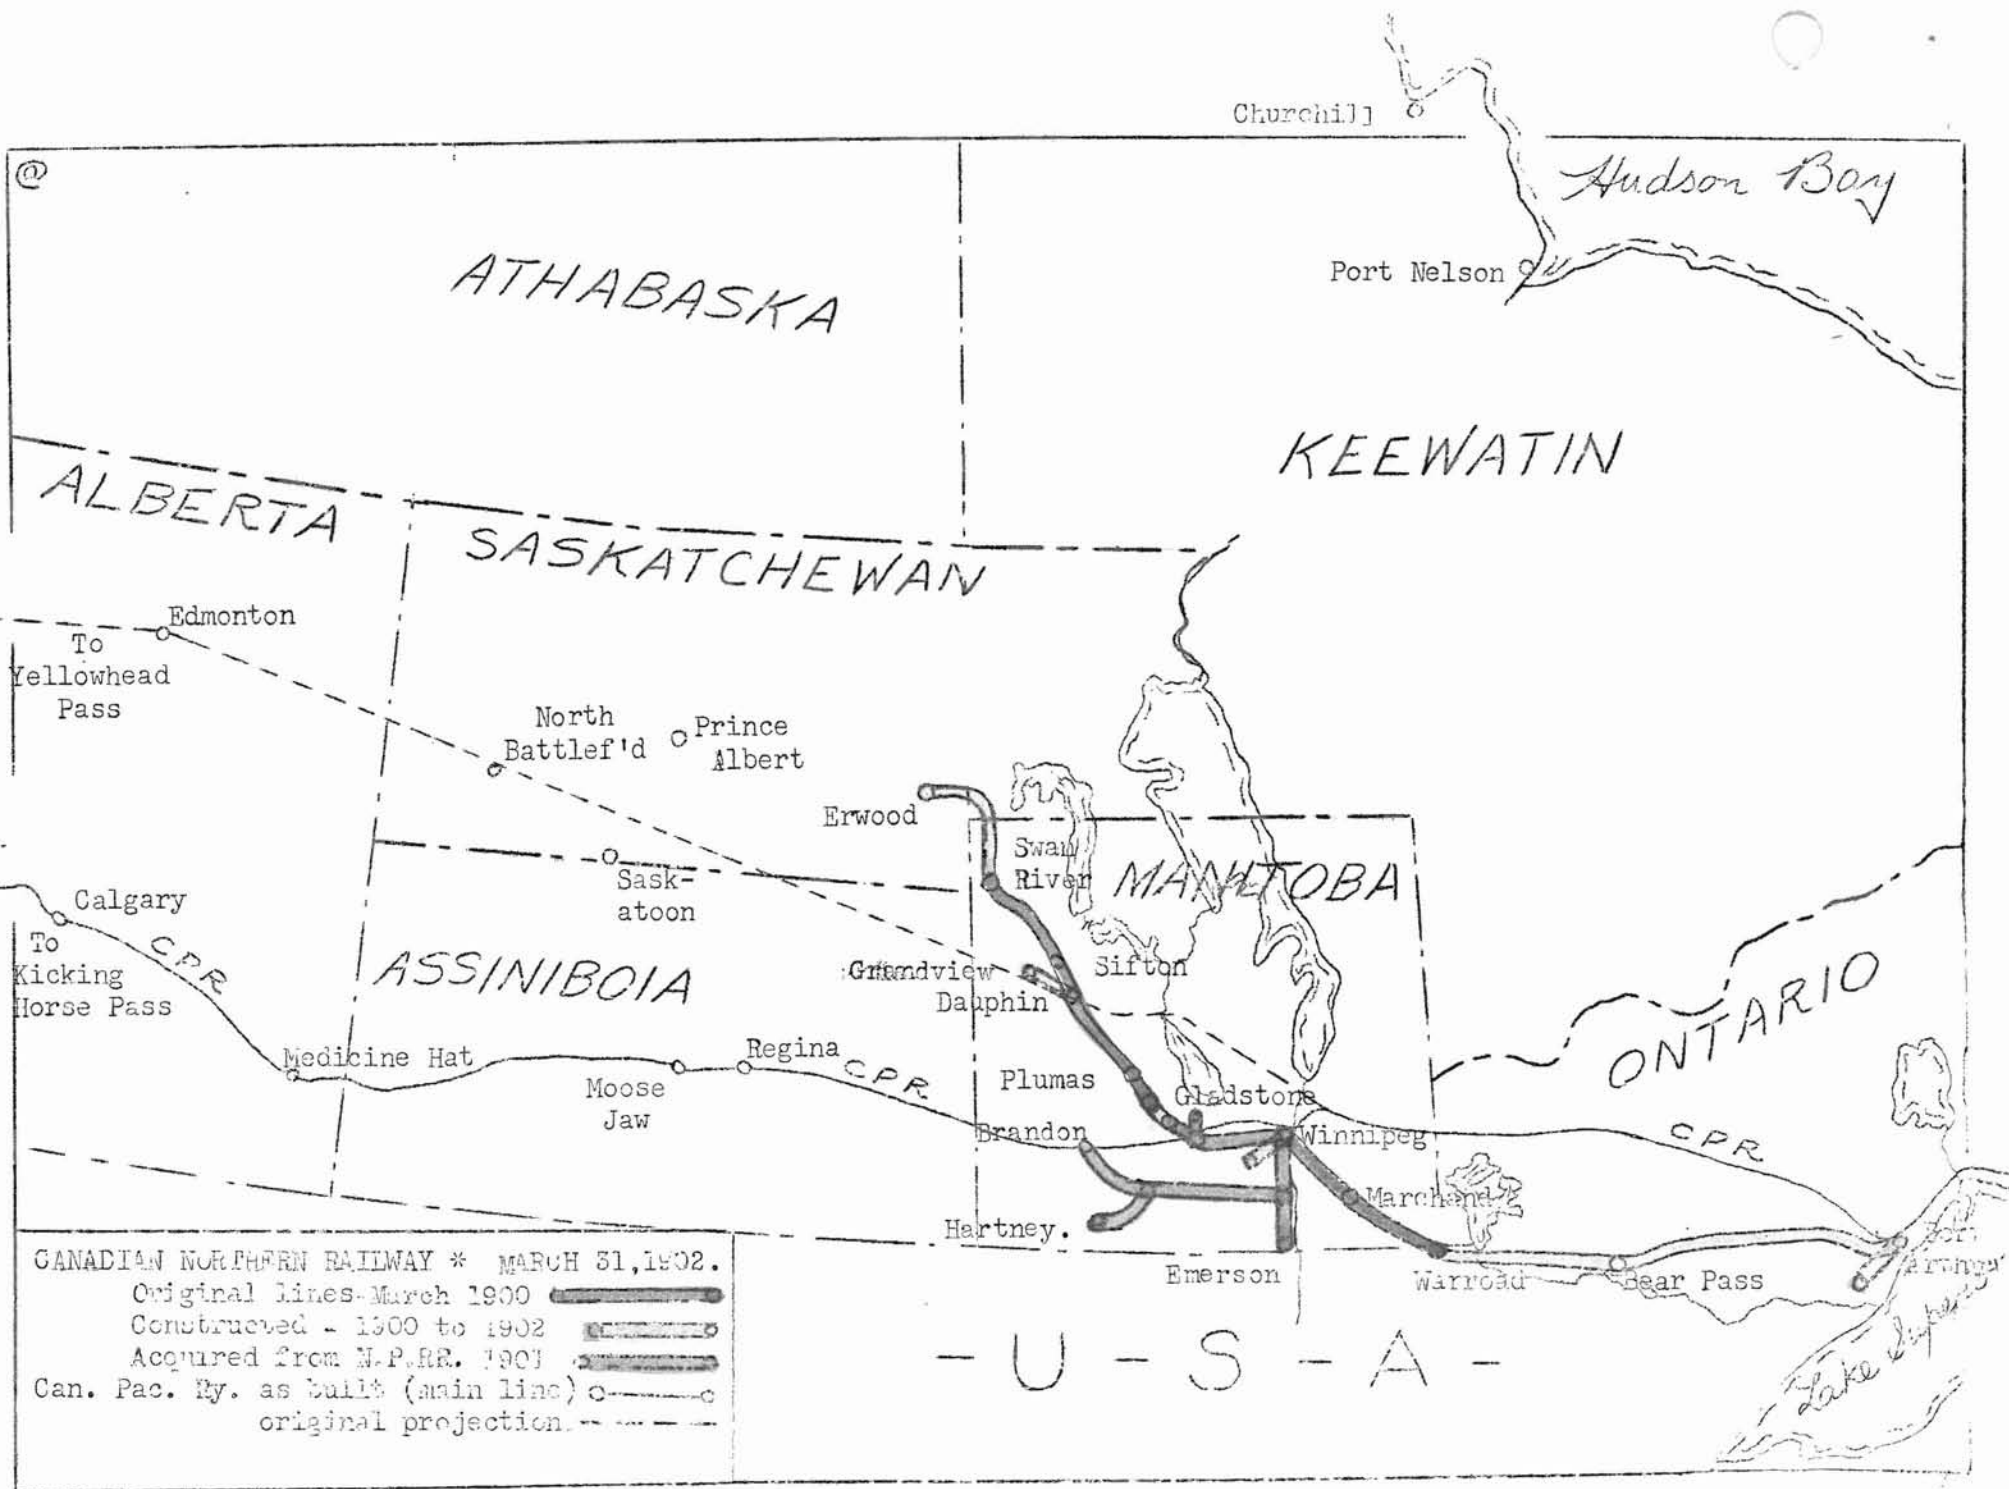 Churchill
@
Hudson Bay
ATHABASKA
Port Nelson
KEEWATIN
ALBERTA
SASKATCHEWAN
Edmonton
To
Yellowhead
Pass
North
Battlef'd
Prince
Albert
Erwood
Swan
River
MANITOBA
Sask-
atoon
Calgary
To
Kicking
Horse Pass
CPR
ASSINIBOIA
Grandview
Sifton
Dauphin
ONTARIO
Medicine Hat
Moose
Jaw
Regina
CPR
Plumas
Gladstone
Brandon
Winnipeg
CPR
Marchand
Hartney.
Emerson
Warroad
Bear Pass
Port
Arthur
Lake Superior
- U - S - A -
CANADIAN NORTHERN RAILWAY * MARCH 31,1902.
Original lines-March 1900
Constructed - 1900 to 1902
Acquired from N.P.RR. 1901
Can. Pac. Ry. as built (main line)
original projection